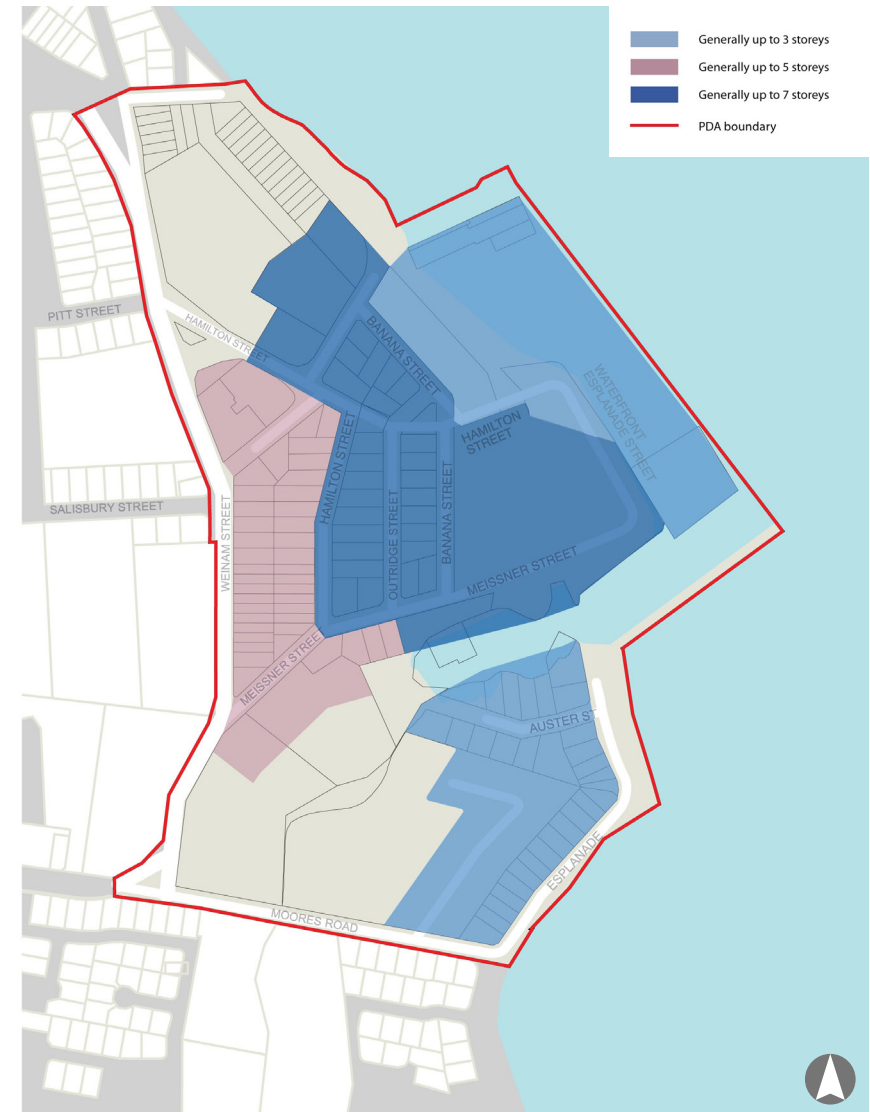 Generally up to 3 storeys
Generally up to 5 storeys
Generally up to 7 storeys
PDA boundary
PITT STREET
HAMILTON STREET
BANANA STREET
WATERFRONT
ESPLANADE STREET
HAMILTON
STREET
HAMILTON STREET
SALISBURY STREET
WEINAM STREET
OUTRIDGE STREET
BANANA STREET
MEISSNER STREET
MEISSNER STREE
AUSTER ST
ESPLANADE
MOORES ROAD